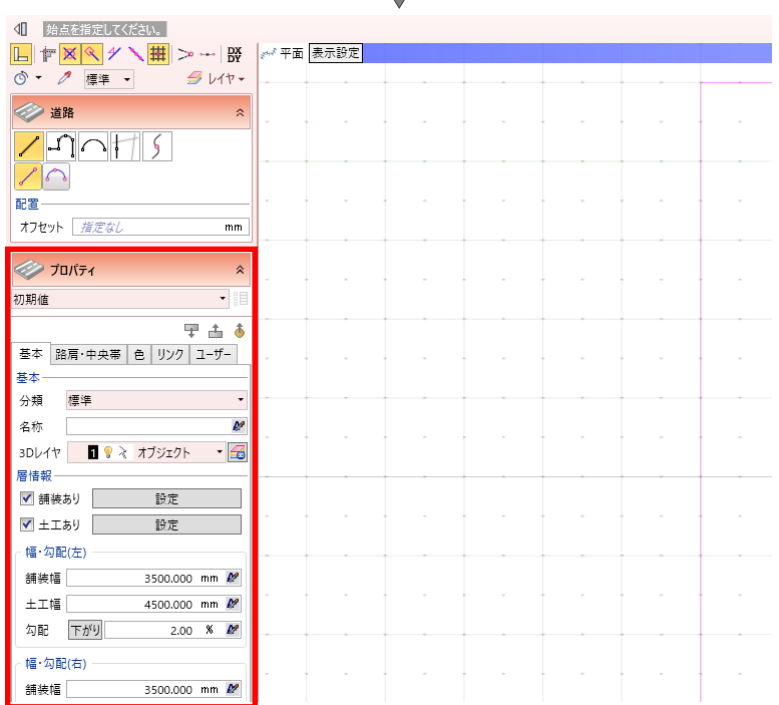 始点を指定してください。
DX
DY
平面 表示設定
標準 レイヤ
道路
配置
オフセット 指定なし mm
プロパティ
初期値
基本 路肩・中央帯 色 リンク ユーザー
基本
分類 標準
名称
3Dレイヤ 1 オブジェクト
層情報
舗装あり 設定
土工あり 設定
幅・勾配(左)
舗装幅 3500.000 mm
土工幅 4500.000 mm
勾配 下がり 2.00 %
幅・勾配(右)
舗装幅 3500.000 mm